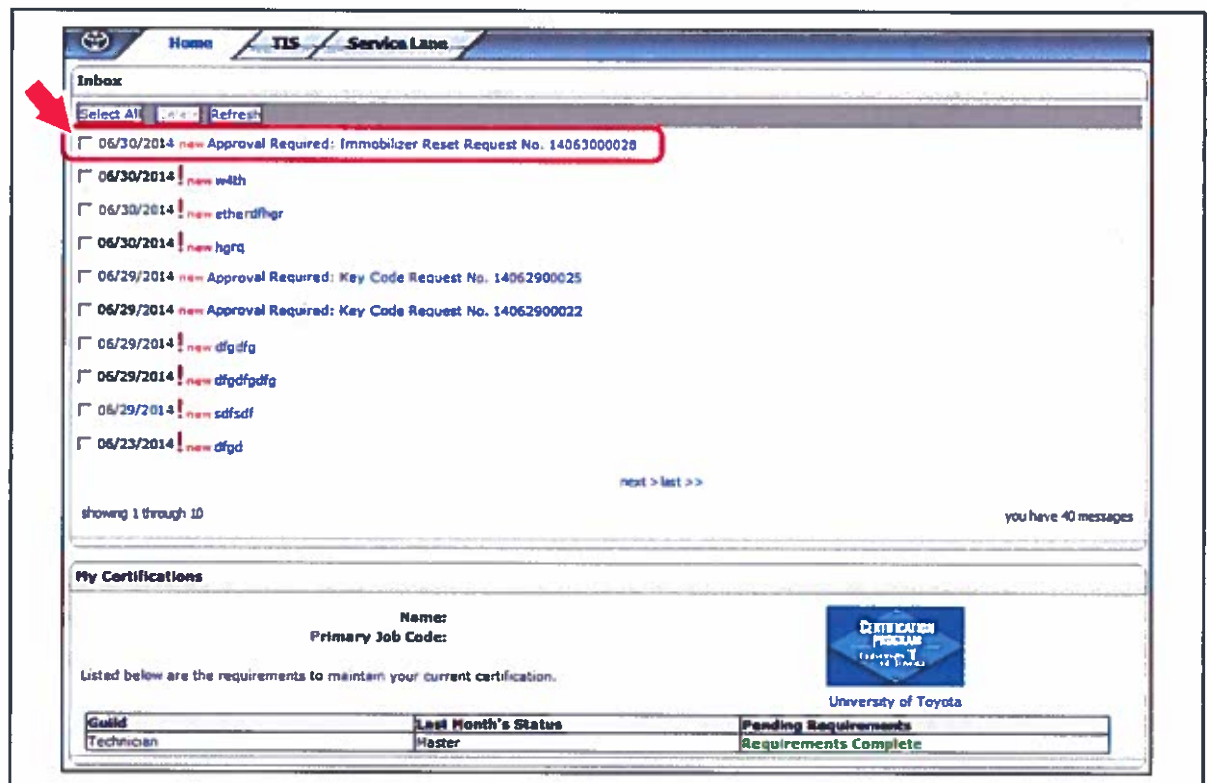 Home TIS Service Lane
Inbox
Select All Delete Refresh
06/30/2014 new Approval Required: Immobilizer Reset Request No. 14063000028
06/30/2014 ! new w4th
06/30/2014 ! new etherdfhgr
06/30/2014 ! new hgrq
06/29/2014 new Approval Required: Key Code Request No. 14062900025
06/29/2014 new Approval Required: Key Code Request No. 14062900022
06/29/2014 ! new dfgdfg
06/29/2014 ! new dfgdfgdfg
06/29/2014 ! new sdfsdf
06/23/2014 ! new dfgd
next > last >>
showing 1 through 10 you have 40 messages
My Certifications
Name:
Primary Job Code:
CERTIFICATION
PROGRAM
Listed below are the requirements to maintain your current certification.
University of Toyota
Guild Last Month's Status Pending Requirements
Technician Master Requirements Complete